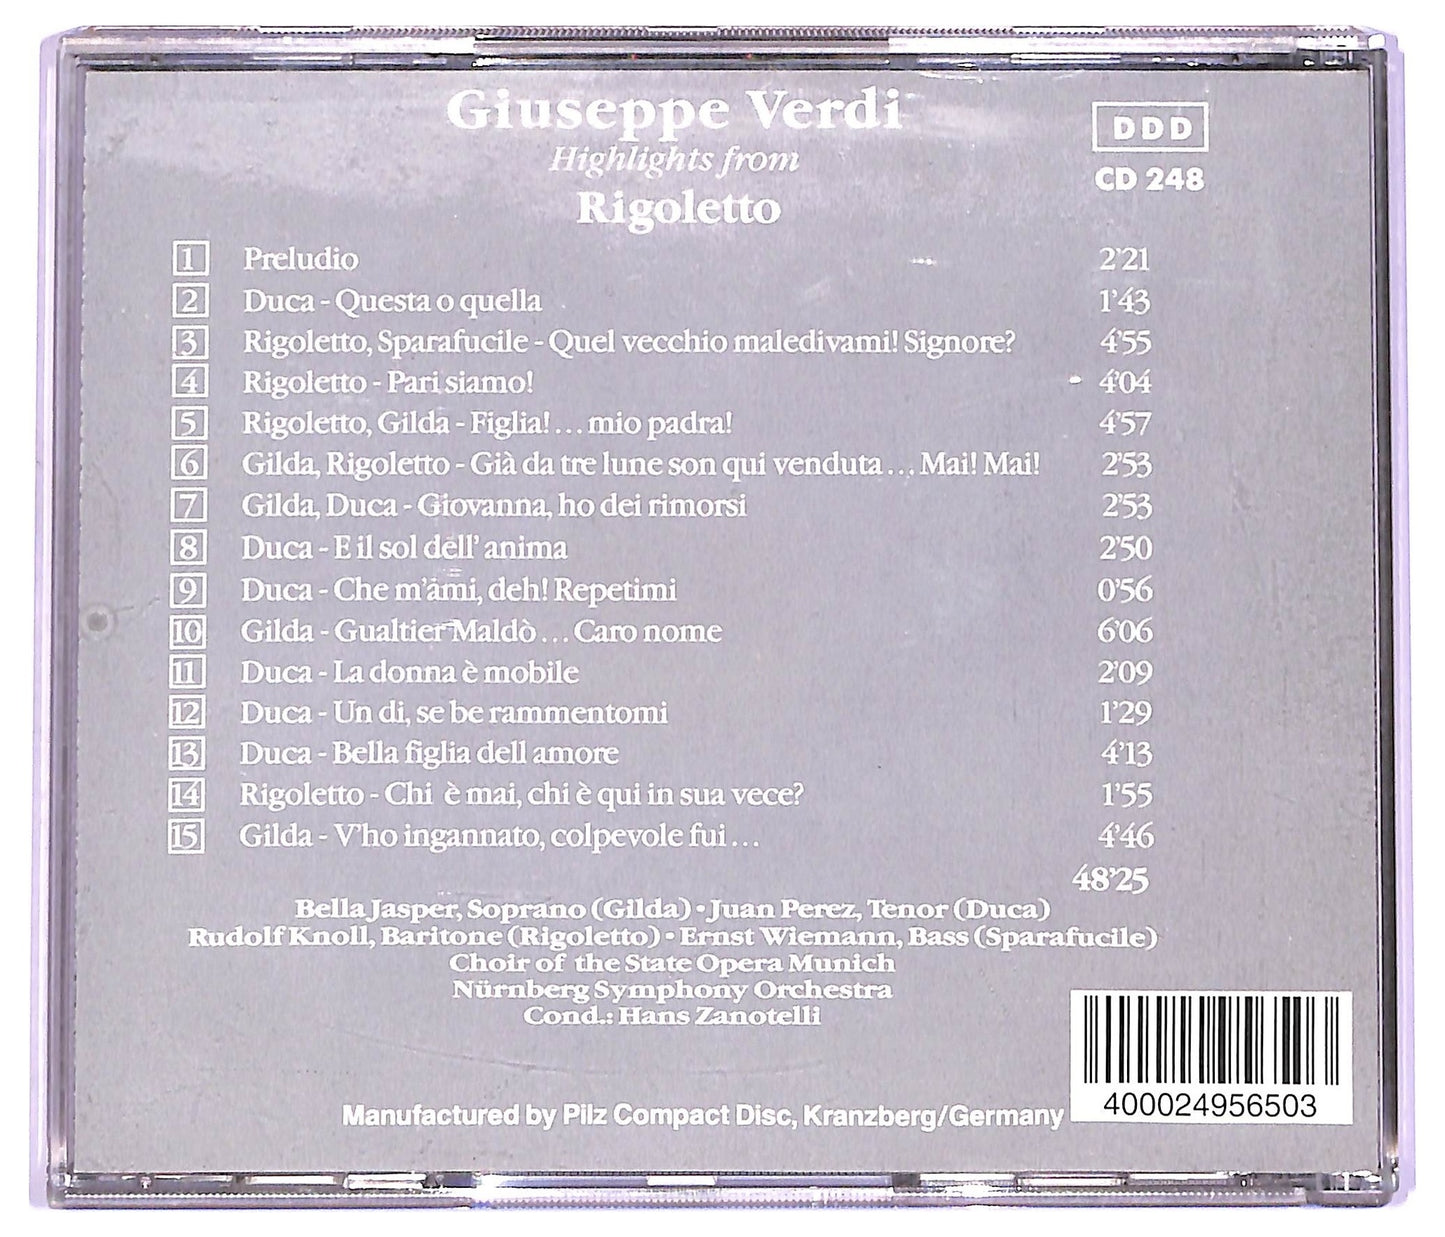 Giuseppe Verdi
Highlights from
Rigoletto
DDD
CD 248
1 Preludio 2'21
2 Duca - Questa o quella 1'43
3 Rigoletto, Sparafucile - Quel vecchio maledivami! Signore? 4'55
4 Rigoletto - Pari siamo! 4'04
5 Rigoletto, Gilda - Figlia! ... mio padra! 4'57
6 Gilda, Rigoletto - Già da tre lune son qui venduta ... Mai! Mai! 2'53
7 Gilda, Duca - Giovanna, ho dei rimorsi 2'53
8 Duca - E il sol dell' anima 2'50
9 Duca - Che m'ami, deh! Repetimi 0'56
10 Gilda - Gualtier Maldò ... Caro nome 6'06
11 Duca - La donna è mobile 2'09
12 Duca - Un di, se be rammentomi 1'29
13 Duca - Bella figlia dell amore 4'13
14 Rigoletto - Chi è mai, chi è qui in sua vece? 1'55
15 Gilda - V'ho ingannato, colpevole fui ... 4'46
48'25
Bella Jasper, Soprano (Gilda) • Juan Perez, Tenor (Duca)
Rudolf Knoll, Baritone (Rigoletto) • Ernst Wiemann, Bass (Sparafucile)
Choir of the State Opera Munich
Nürnberg Symphony Orchestra
Cond.: Hans Zanotelli
Manufactured by Pilz Compact Disc, Kranzberg/Germany
400024956503